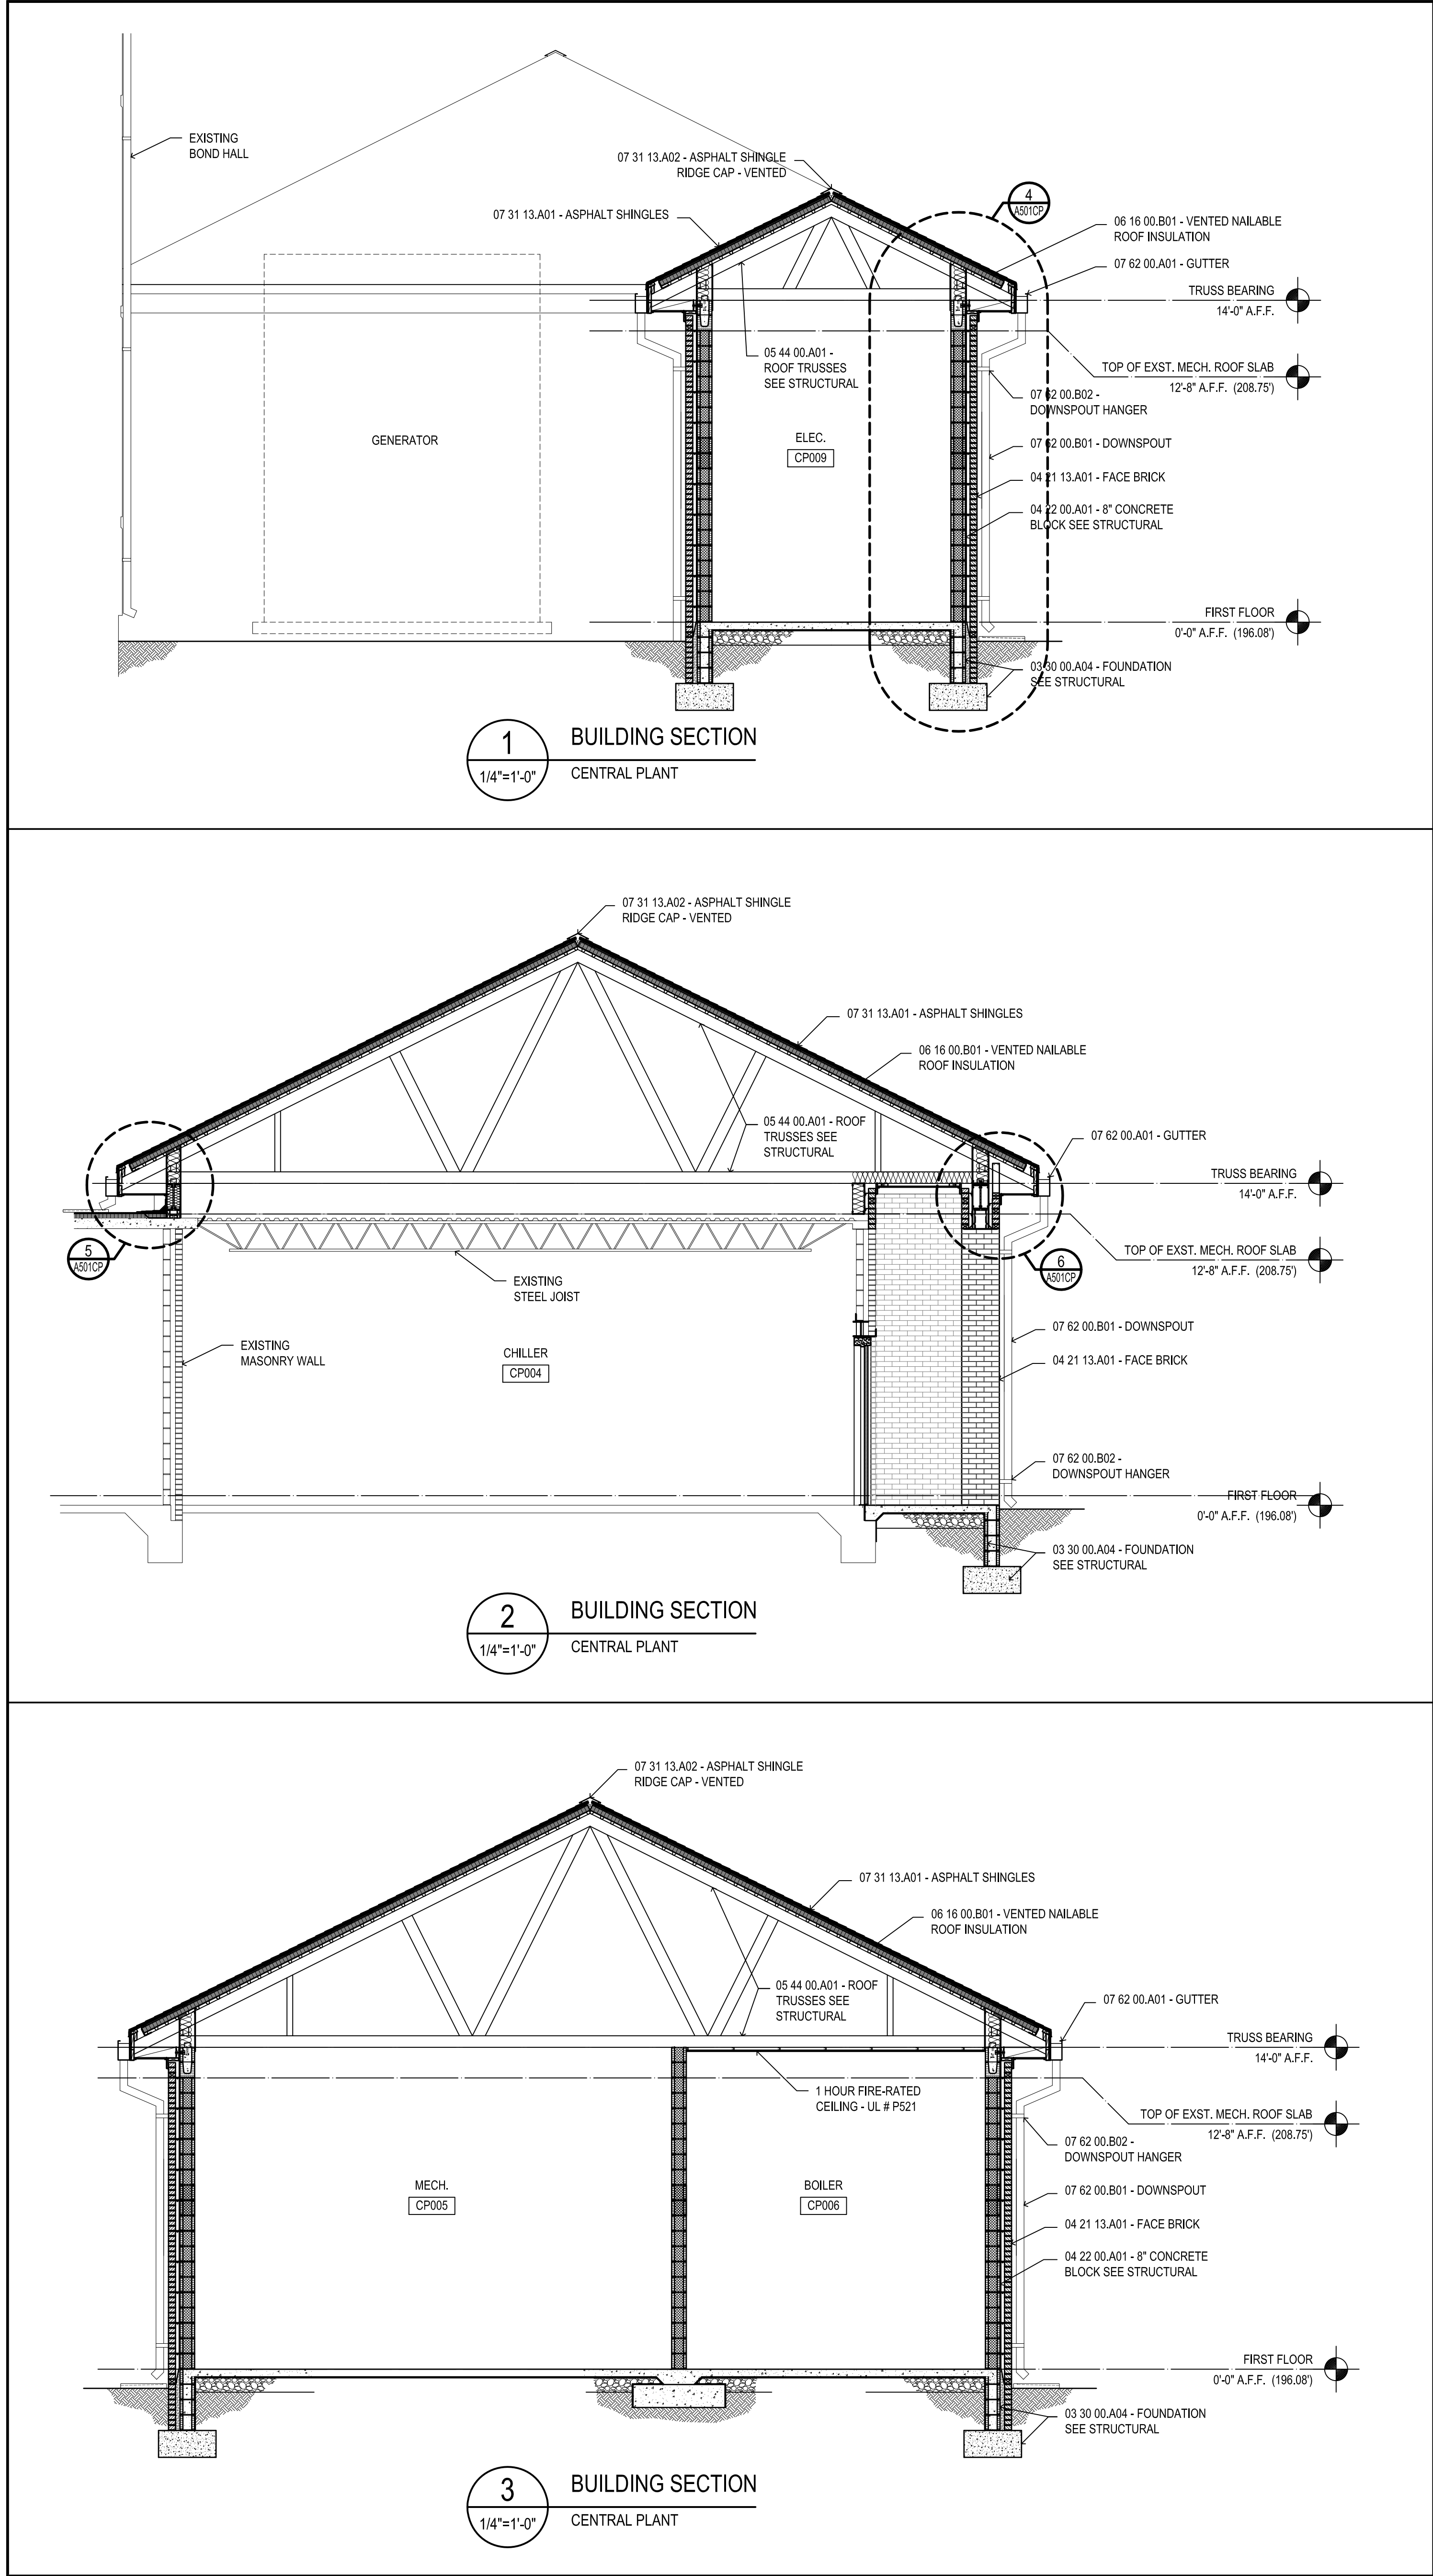 EXISTING
BOND HALL
07 31 13.A02 - ASPHALT SHINGLE
RIDGE CAP - VENTED
07 31 13.A01 - ASPHALT SHINGLES
4
A501CP
06 16 00.B01 - VENTED NAILABLE
ROOF INSULATION
07 62 00.A01 - GUTTER
TRUSS BEARING
14'-0" A.F.F.
05 44 00.A01 -
ROOF TRUSSES
SEE STRUCTURAL
TOP OF EXST. MECH. ROOF SLAB
12'-8" A.F.F. (208.75')
07 62 00.B02 -
DOWNSPOUT HANGER
GENERATOR
ELEC.
CP009
07 62 00.B01 - DOWNSPOUT
04 21 13.A01 - FACE BRICK
04 22 00.A01 - 8" CONCRETE
BLOCK SEE STRUCTURAL
FIRST FLOOR
0'-0" A.F.F. (196.08')
03 30 00.A04 - FOUNDATION
SEE STRUCTURAL
1
1/4"=1'-0"
BUILDING SECTION
CENTRAL PLANT
07 31 13.A02 - ASPHALT SHINGLE
RIDGE CAP - VENTED
07 31 13.A01 - ASPHALT SHINGLES
06 16 00.B01 - VENTED NAILABLE
ROOF INSULATION
05 44 00.A01 - ROOF
TRUSSES SEE
STRUCTURAL
07 62 00.A01 - GUTTER
TRUSS BEARING
14'-0" A.F.F.
5
A501CP
6
A501CP
TOP OF EXST. MECH. ROOF SLAB
12'-8" A.F.F. (208.75')
EXISTING
STEEL JOIST
EXISTING
MASONRY WALL
CHILLER
CP004
07 62 00.B01 - DOWNSPOUT
04 21 13.A01 - FACE BRICK
07 62 00.B02 -
DOWNSPOUT HANGER
FIRST FLOOR
0'-0" A.F.F. (196.08')
03 30 00.A04 - FOUNDATION
SEE STRUCTURAL
2
1/4"=1'-0"
BUILDING SECTION
CENTRAL PLANT
07 31 13.A02 - ASPHALT SHINGLE
RIDGE CAP - VENTED
07 31 13.A01 - ASPHALT SHINGLES
06 16 00.B01 - VENTED NAILABLE
ROOF INSULATION
05 44 00.A01 - ROOF
TRUSSES SEE
STRUCTURAL
07 62 00.A01 - GUTTER
TRUSS BEARING
14'-0" A.F.F.
1 HOUR FIRE-RATED
CEILING - UL # P521
TOP OF EXST. MECH. ROOF SLAB
12'-8" A.F.F. (208.75')
07 62 00.B02 -
DOWNSPOUT HANGER
MECH.
CP005
BOILER
CP006
07 62 00.B01 - DOWNSPOUT
04 21 13.A01 - FACE BRICK
04 22 00.A01 - 8" CONCRETE
BLOCK SEE STRUCTURAL
FIRST FLOOR
0'-0" A.F.F. (196.08')
03 30 00.A04 - FOUNDATION
SEE STRUCTURAL
3
1/4"=1'-0"
BUILDING SECTION
CENTRAL PLANT